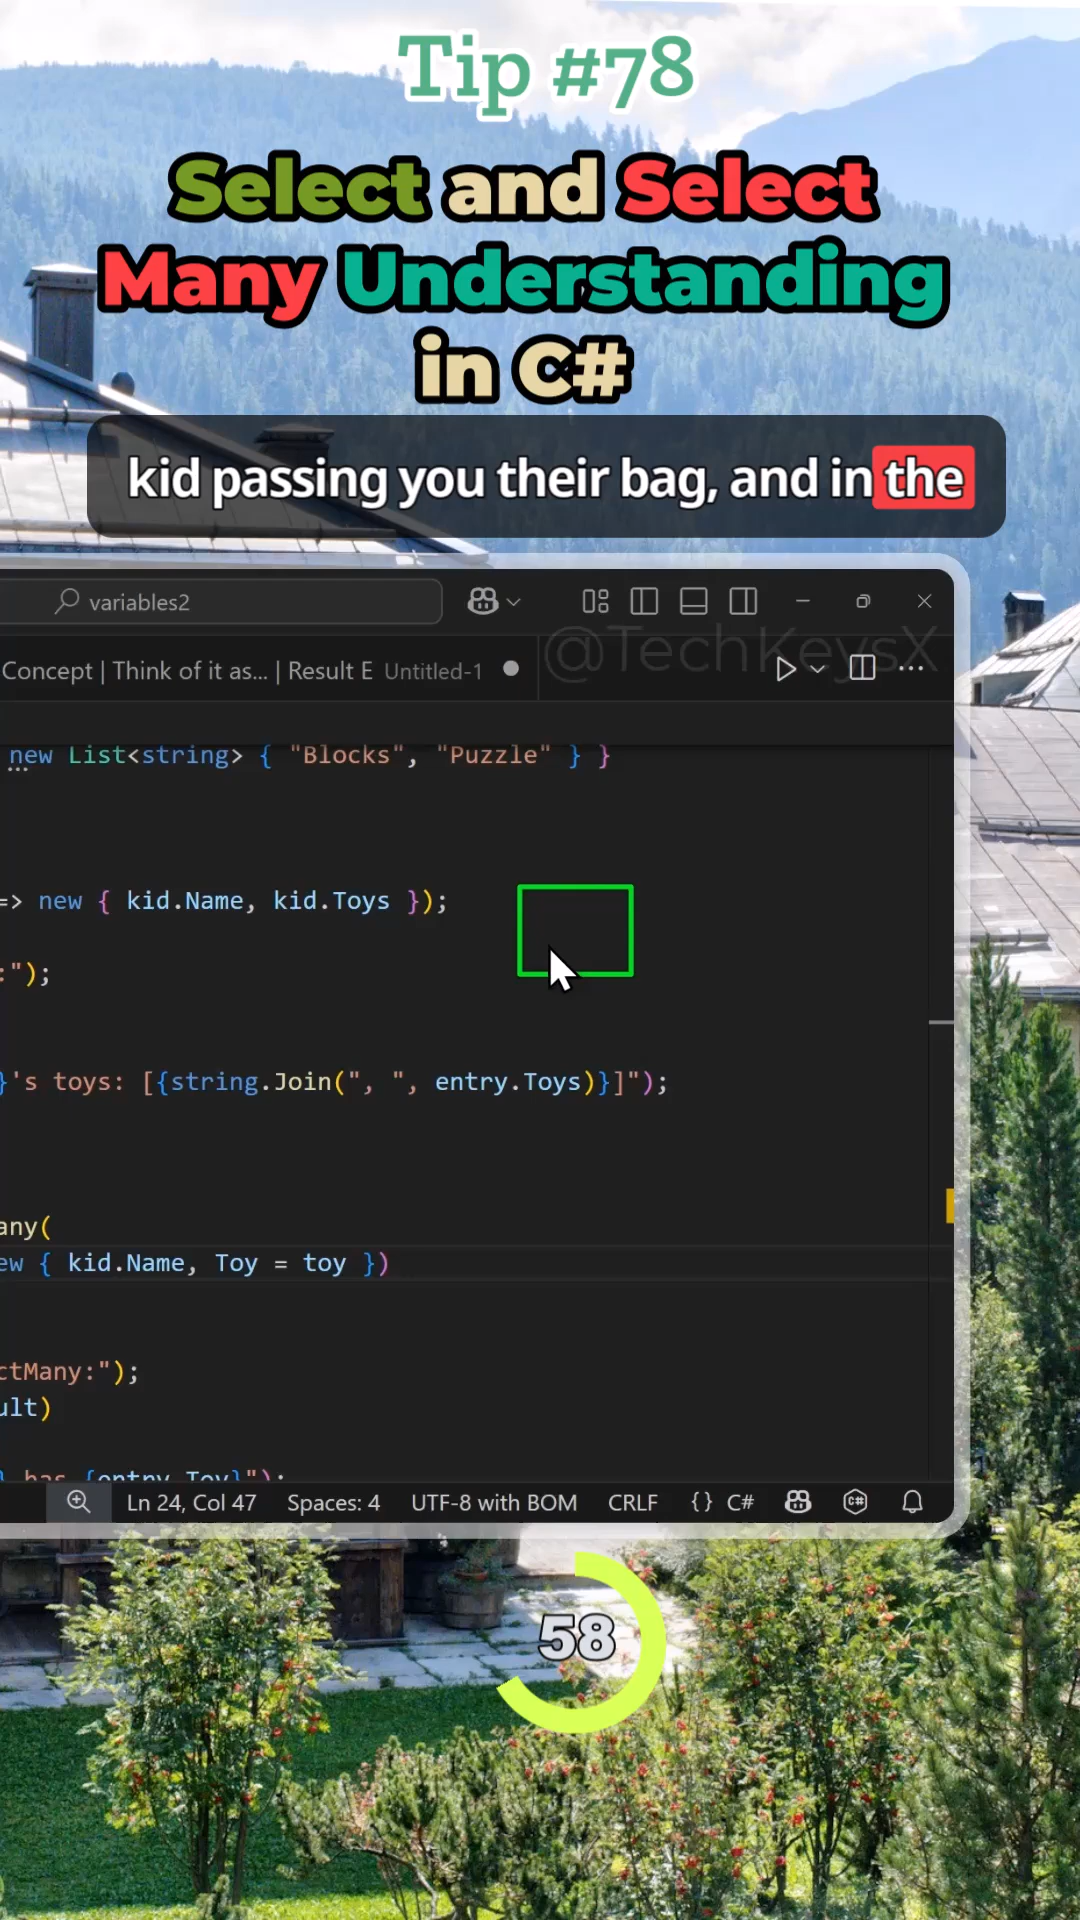 Tip #78
Select and Select
Many Understanding
in C#
kid passing you their bag, and in the
variables2
@TechKeysX
Concept | Think of it as... | Result E Untitled-1
new List<string> { "Blocks", "Puzzle" } }
=> new { kid.Name, kid.Toys });
:");
}'s toys: [{string.Join(", ", entry.Toys)}]");
any(
ew { kid.Name, Toy = toy })
ctMany:");
ult)
} has {entry.Toy}");
Ln 24, Col 47 Spaces: 4 UTF-8 with BOM CRLF {} C#
58